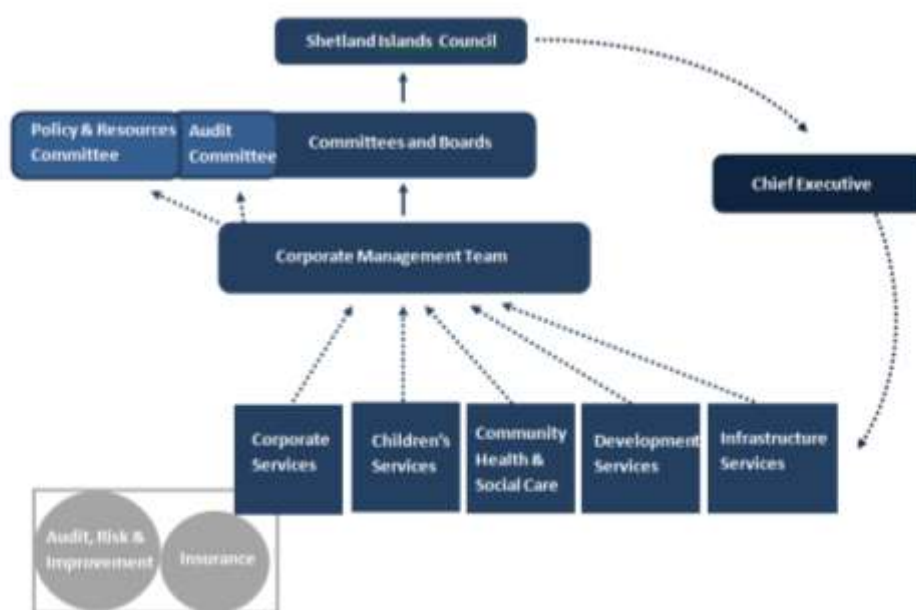 Shetland Islands Council
Policy & Resources
Committee
Audit
Committee
Committees and Boards
Chief Executive
Corporate Management Team
Corporate
Services
Children's
Services
Community
Health &
Social Care
Development
Services
Infrastructure
Services
Audit, Risk &
Improvement
Insurance